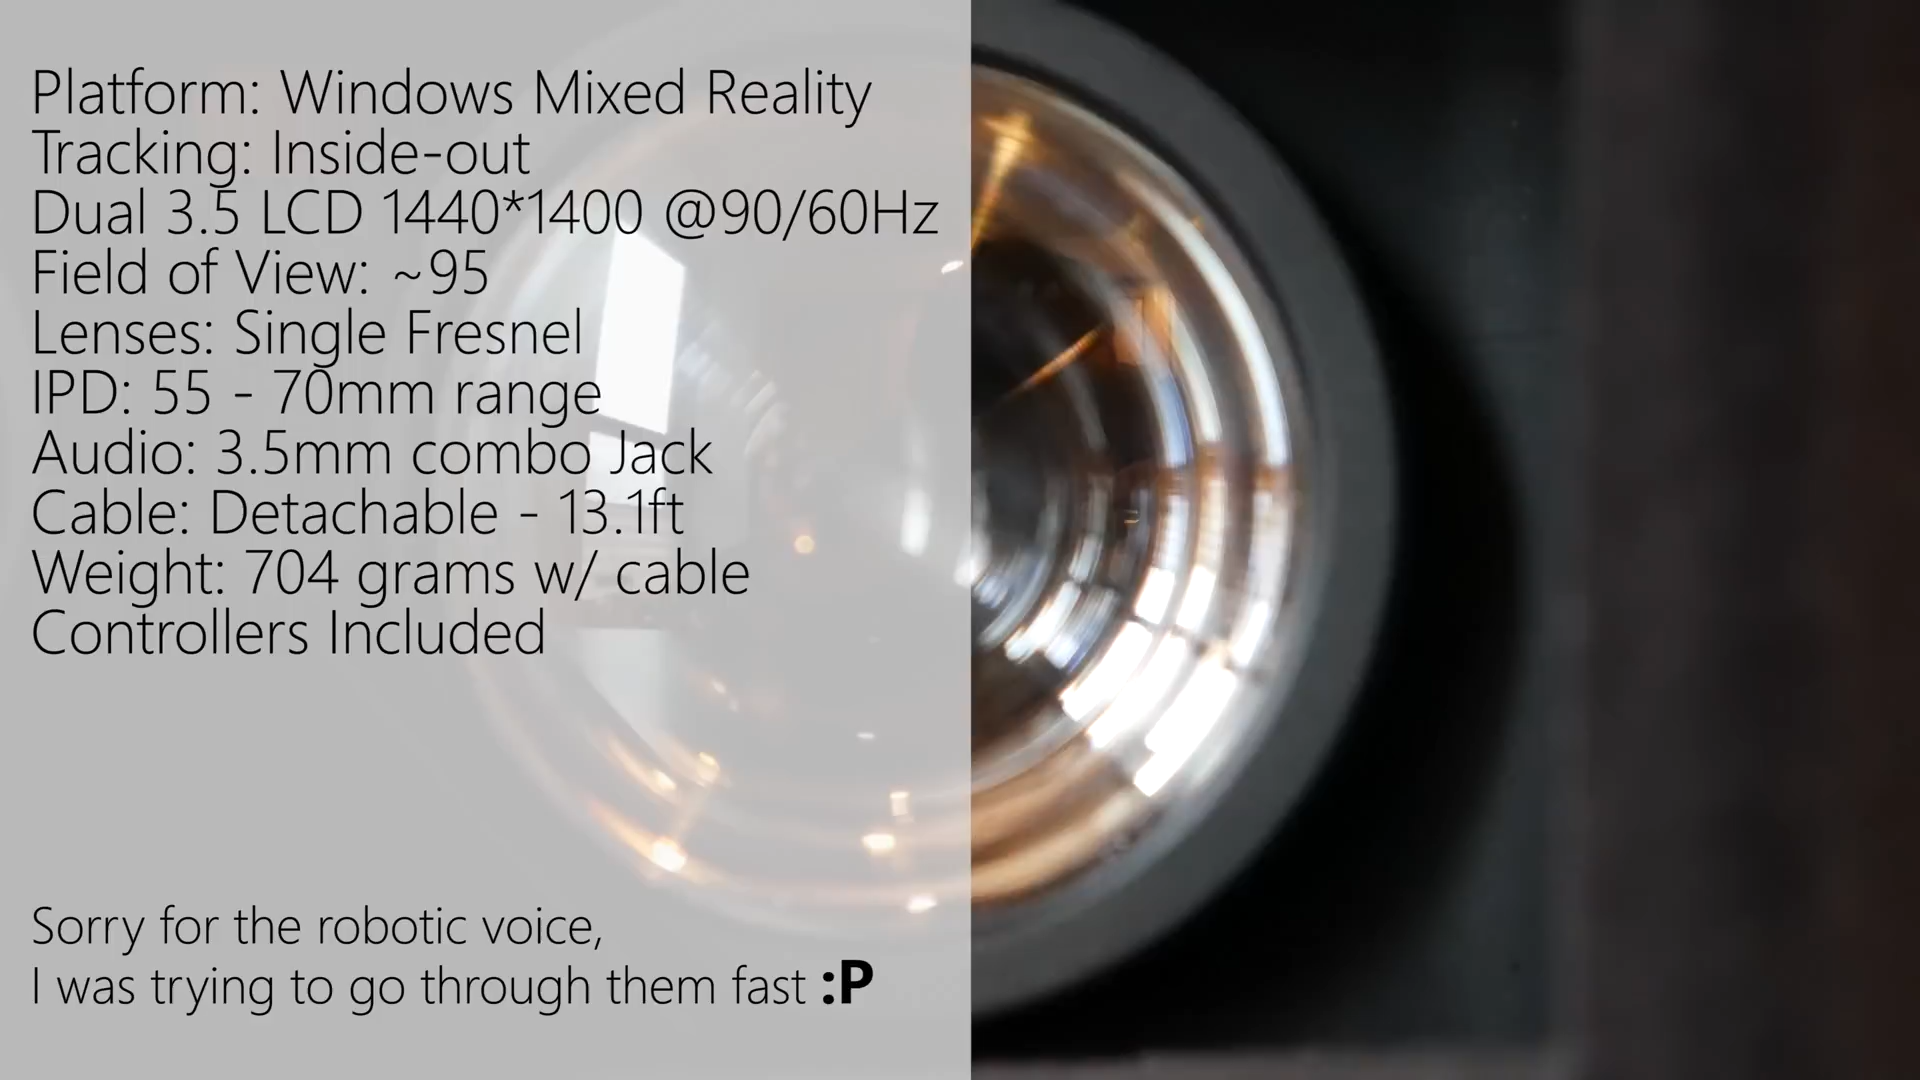 Platform: Windows Mixed Reality
Tracking: Inside-out
Dual 3.5 LCD 1440*1400 @90/60Hz
Field of View: ~95
Lenses: Single Fresnel
IPD: 55 - 70mm range
Audio: 3.5mm combo Jack
Cable: Detachable - 13.1ft
Weight: 704 grams w/ cable
Controllers Included
Sorry for the robotic voice,
I was trying to go through them fast :P